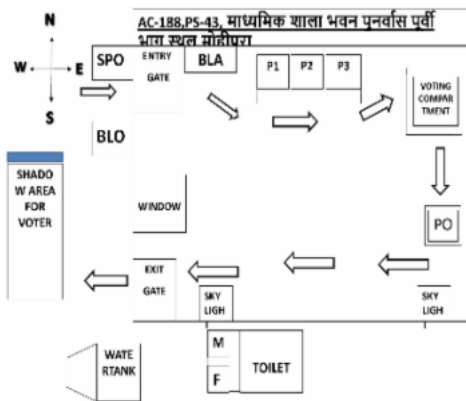 AC-188,PS-43, माध्यमिक शाला भवन पुनर्वास पूर्वी
भाग स्थल मोहीपुरा
N
W
E
S
SPO
ENTRY
GATE
BLA
P1
P2
P3
VOTING
COMPAR
TMENT
BLO
SHADO
W AREA
FOR
VOTER
WINDOW
PO
EXIT
GATE
SKY
LIGH
SKY
LIGH
WATE
RTANK
M
F
TOILET